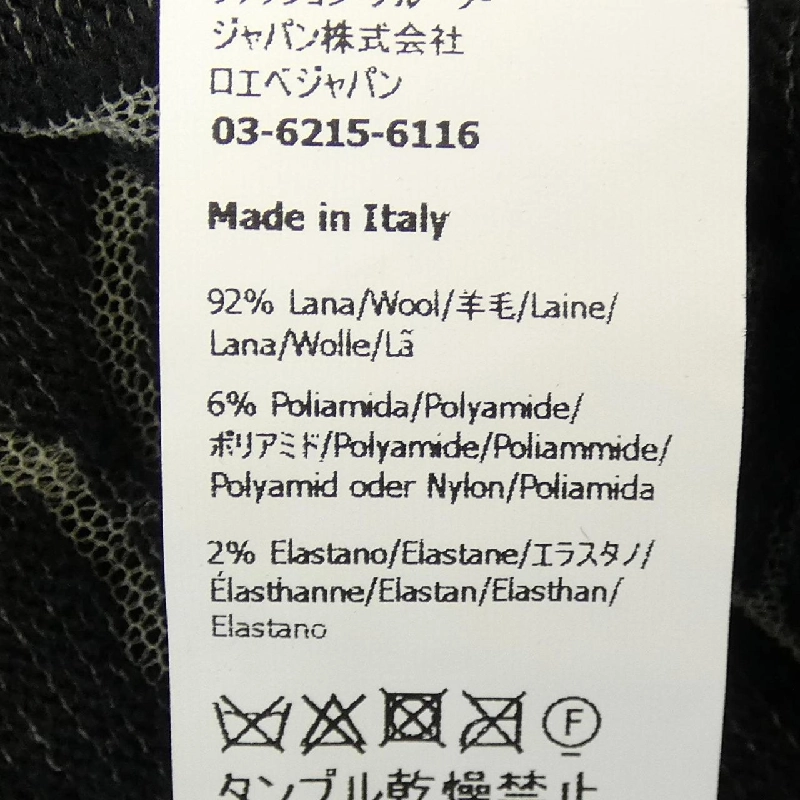 ジャパン株式会社
ロエベジャパン
03-6215-6116
Made in Italy
92% Lana/Wool/羊毛/Laine/
Lana/Wolle/Lã
6% Poliamida/Polyamide/
ポリアミド/Polyamide/Poliammide/
Polyamid oder Nylon/Poliamida
2% Elastano/Elastane/エラスタノ/
Élasthanne/Elastan/Elasthan/
Elastano
F
タンブル乾燥禁止